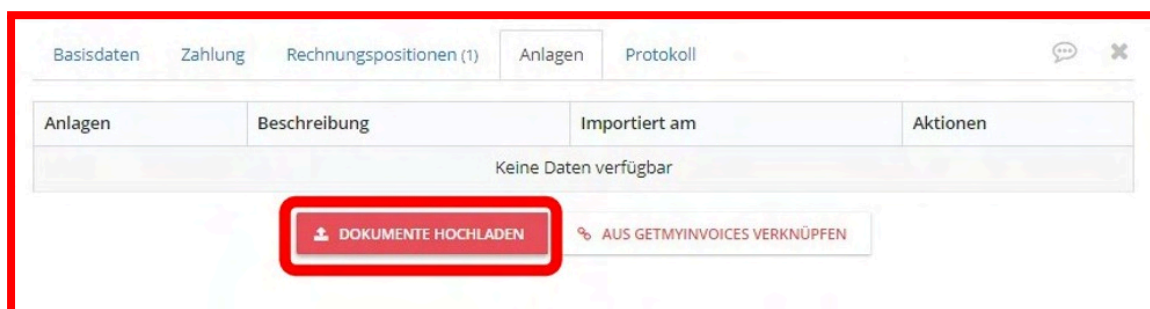 Basisdaten Zahlung Rechnungspositionen (1) Anlagen Protokoll
Anlagen Beschreibung Importiert am Aktionen
Keine Daten verfügbar
DOKUMENTE HOCHLADEN AUS GETMYINVOICES VERKNÜPFEN